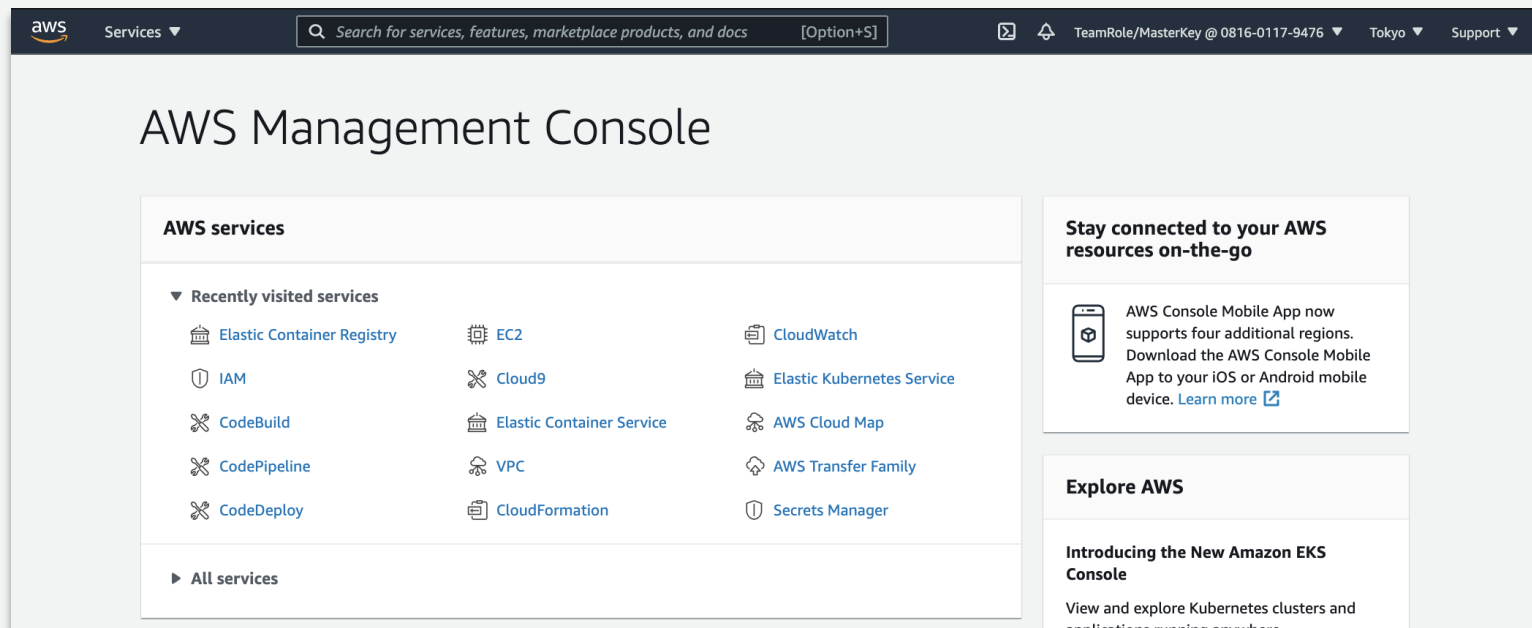 aws
Services ▼
Search for services, features, marketplace products, and docs [Option+S]
TeamRole/MasterKey @ 0816-0117-9476 ▼
Tokyo ▼
Support ▼
AWS Management Console
AWS services
▼ Recently visited services
Elastic Container Registry
EC2
CloudWatch
IAM
Cloud9
Elastic Kubernetes Service
CodeBuild
Elastic Container Service
AWS Cloud Map
CodePipeline
VPC
AWS Transfer Family
CodeDeploy
CloudFormation
Secrets Manager
▶ All services
Stay connected to your AWS
resources on-the-go
AWS Console Mobile App now
supports four additional regions.
Download the AWS Console Mobile
App to your iOS or Android mobile
device. Learn more
Explore AWS
Introducing the New Amazon EKS
Console
View and explore Kubernetes clusters and
applications running anywhere